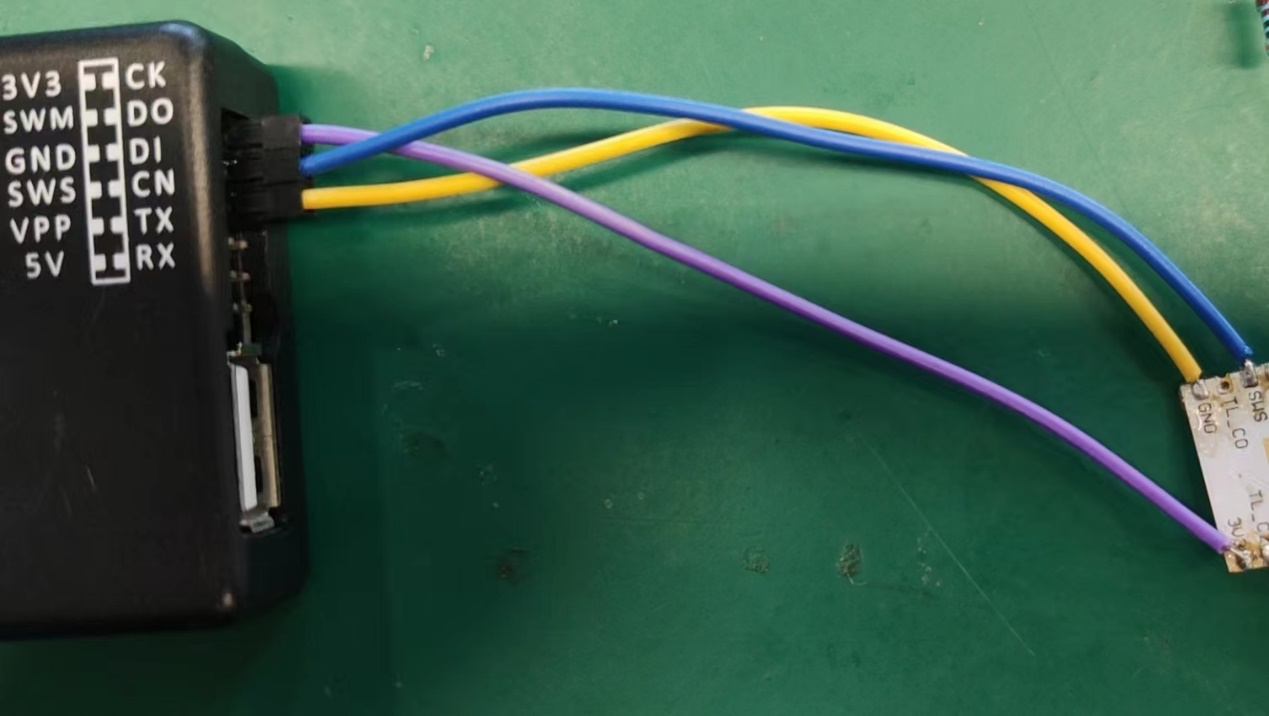 3V3 CK
SWM DO
GND DI
SWS CN
VPP TX
5V RX
GND
TL_C0
SWS
3V
TL_C